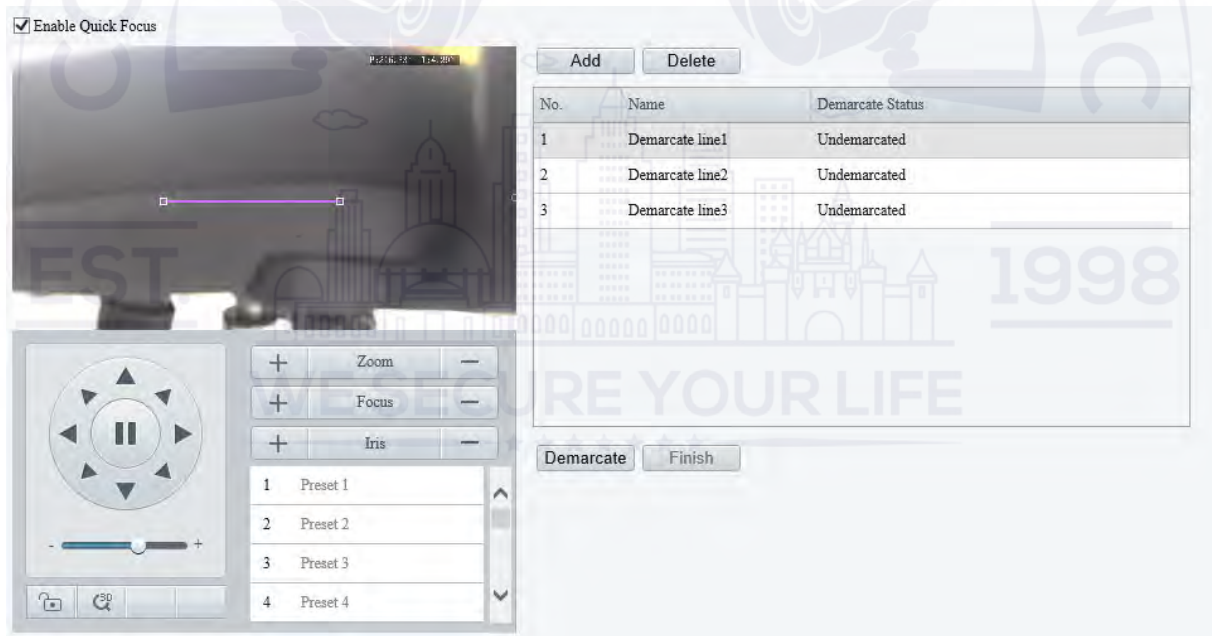 Enable Quick Focus
Add Delete
No. Name Demarcate Status
1 Demarcate line1 Undemarcated
2 Demarcate line2 Undemarcated
3 Demarcate line3 Undemarcated
EST. 1998
WE SECURE YOUR LIFE
+ Zoom −
+ Focus −
+ Iris −
Demarcate Finish
1 Preset 1
2 Preset 2
3 Preset 3
4 Preset 4
- +
3D